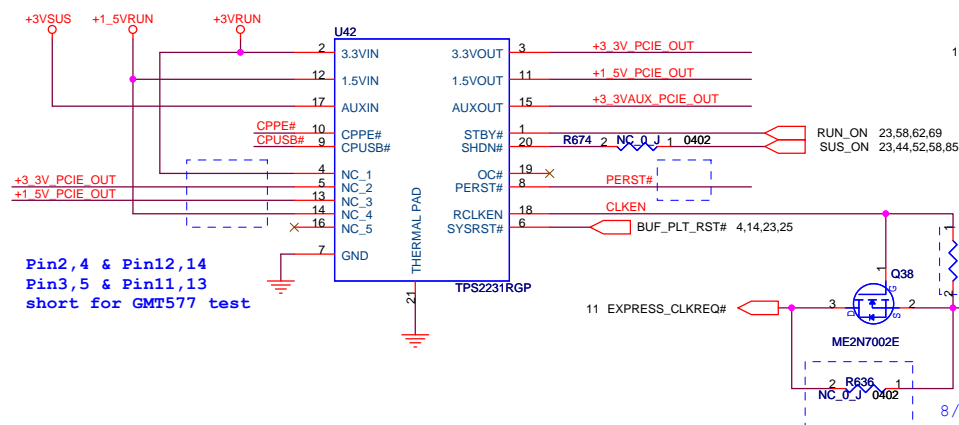 +3VSUS +1_5VRUN +3VRUN
U42
2 3.3VIN 3.3VOUT 3 +3_3V_PCIE_OUT
1
12 1.5VIN 1.5VOUT 11 +1_5V_PCIE_OUT
17 AUXIN AUXOUT 15 +3_3VAUX_PCIE_OUT
CPPE# 10 CPPE# STBY# 1 RUN_ON 23,58,62,69
CPUSB# 9 CPUSB# SHDN# 20 R674 2 NC_0_J 1 0402 SUS_ON 23,44,52,58,85
4 NC_1 OC# 19
+3_3V_PCIE_OUT 5 NC_2 PERST# 8 PERST#
+1_5V_PCIE_OUT 13 NC_3
14 NC_4 RCLKEN 18 CLKEN
16 NC_5 SYSRST# 6 BUF_PLT_RST# 4,14,23,25
7 GND
THERMAL PAD
21
TPS2231RGP
Pin2,4 & Pin12,14
Pin3,5 & Pin11,13
short for GMT577 test
1
2
1
Q38
G
11 EXPRESS_CLKREQ# 3 D S 2
ME2N7002E
2 R636 1
NC_0_J 0402
8/